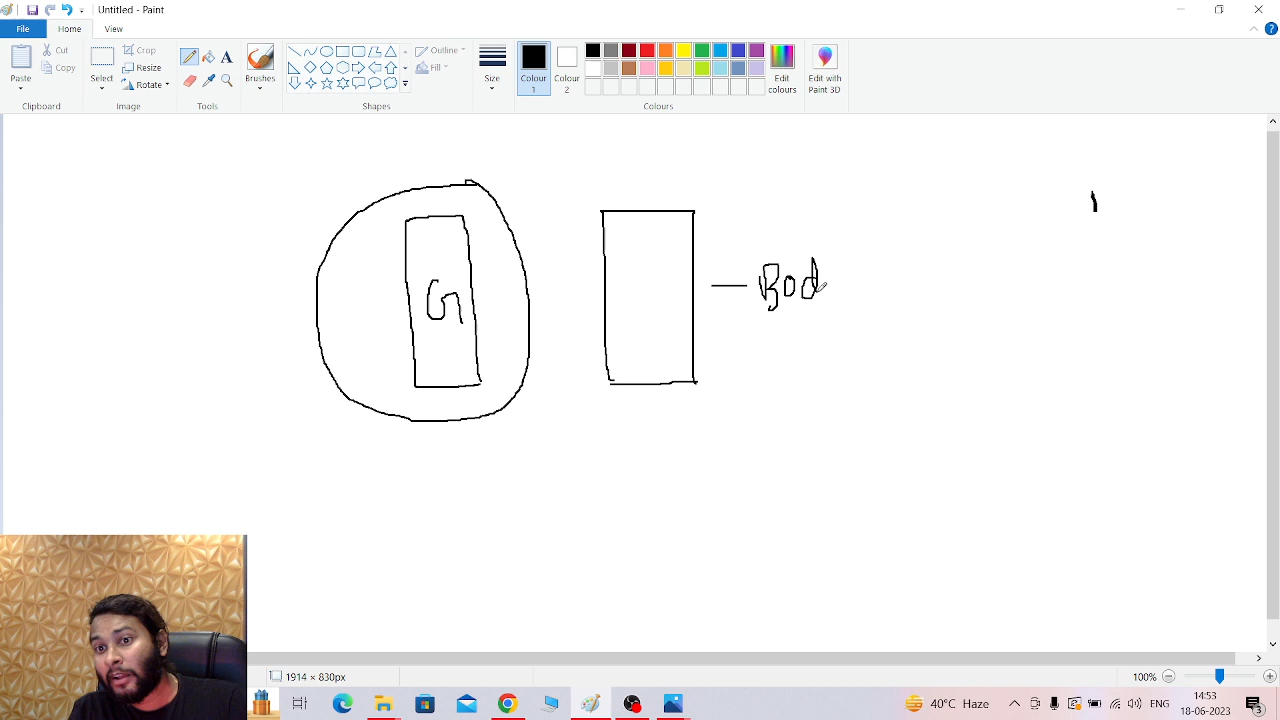 Untitled - Paint
File
Home
View
Paste
Cut
Copy
Clipboard
Select
Crop
Resize
Rotate
Image
Tools
Brushes
Shapes
Outline
Fill
Size
Colour 1
Colour 2
Edit colours
Edit with Paint 3D
Colours
G
Bod
1914 × 830px
100%
40°C Haze
ENG
14:53
18-06-2023
3